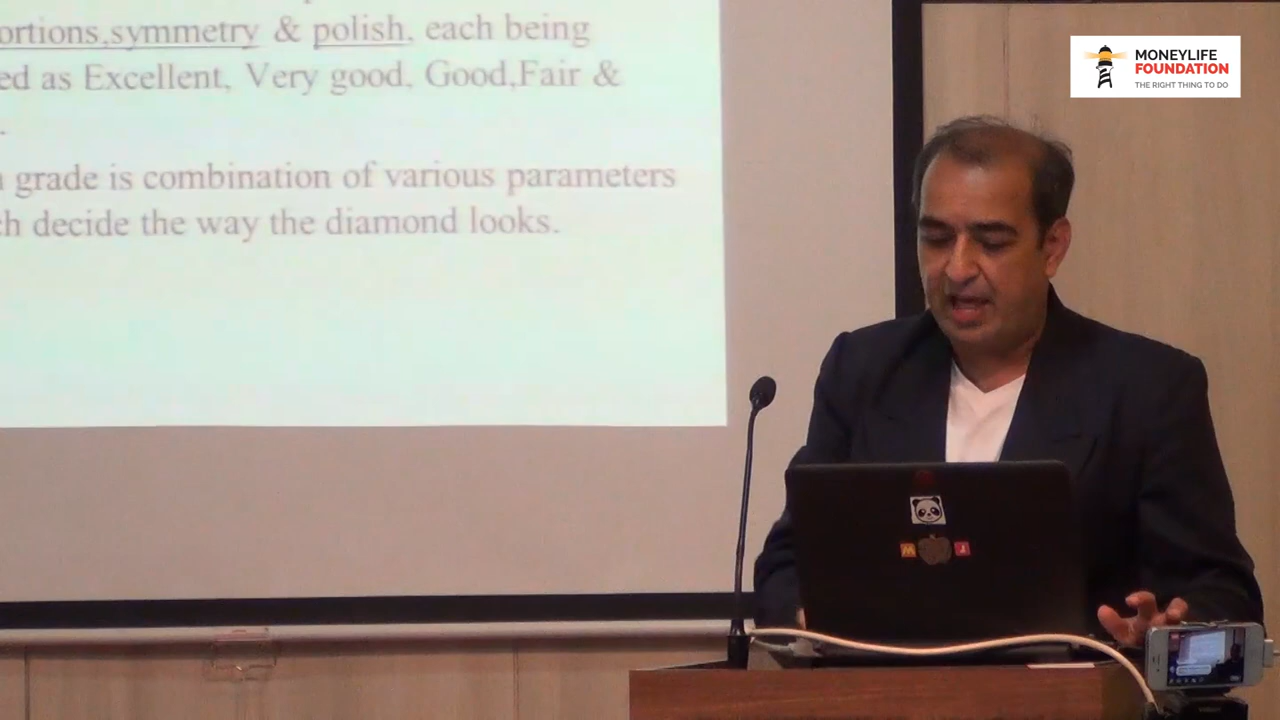 ortions,symmetry & polish, each being
ed as Excellent, Very good, Good,Fair &
grade is combination of various parameters
ch decide the way the diamond looks.
MONEYLIFE
FOUNDATION
THE RIGHT THING TO DO